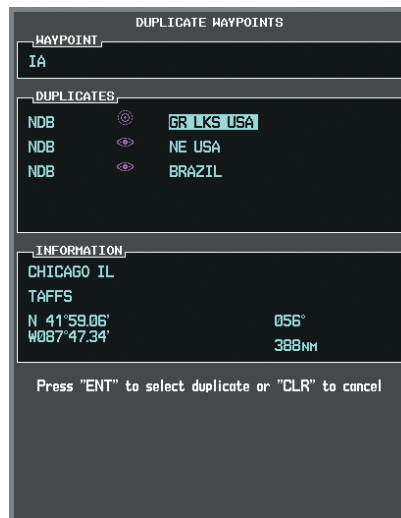 DUPLICATE WAYPOINTS
WAYPOINT
IA
DUPLICATES
NDB GR LKS USA
NDB NE USA
NDB BRAZIL
INFORMATION
CHICAGO IL
TAFFS
N 41°59.06' 056°
W087°47.34'
388NM
Press "ENT" to select duplicate or "CLR" to cancel